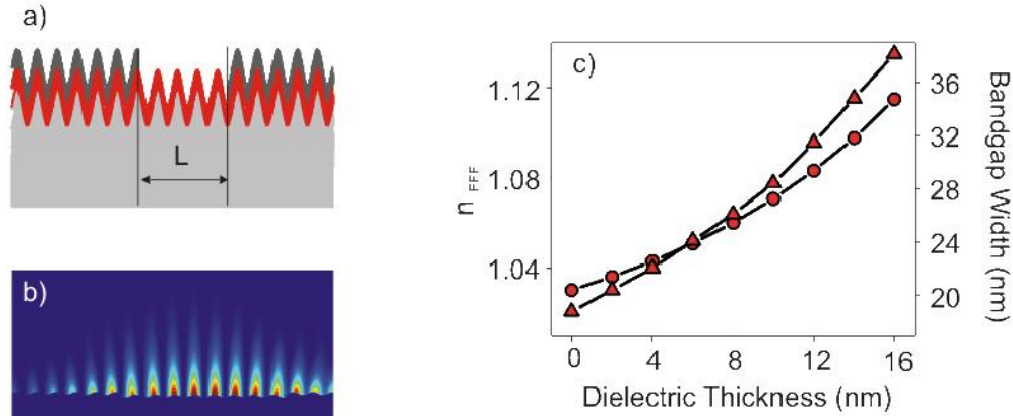 a)
L
b)
c)
n FFF
1.12
1.08
1.04
36
32
28
24
20
Bandgap Width (nm)
0 4 8 12 16
Dielectric Thickness (nm)